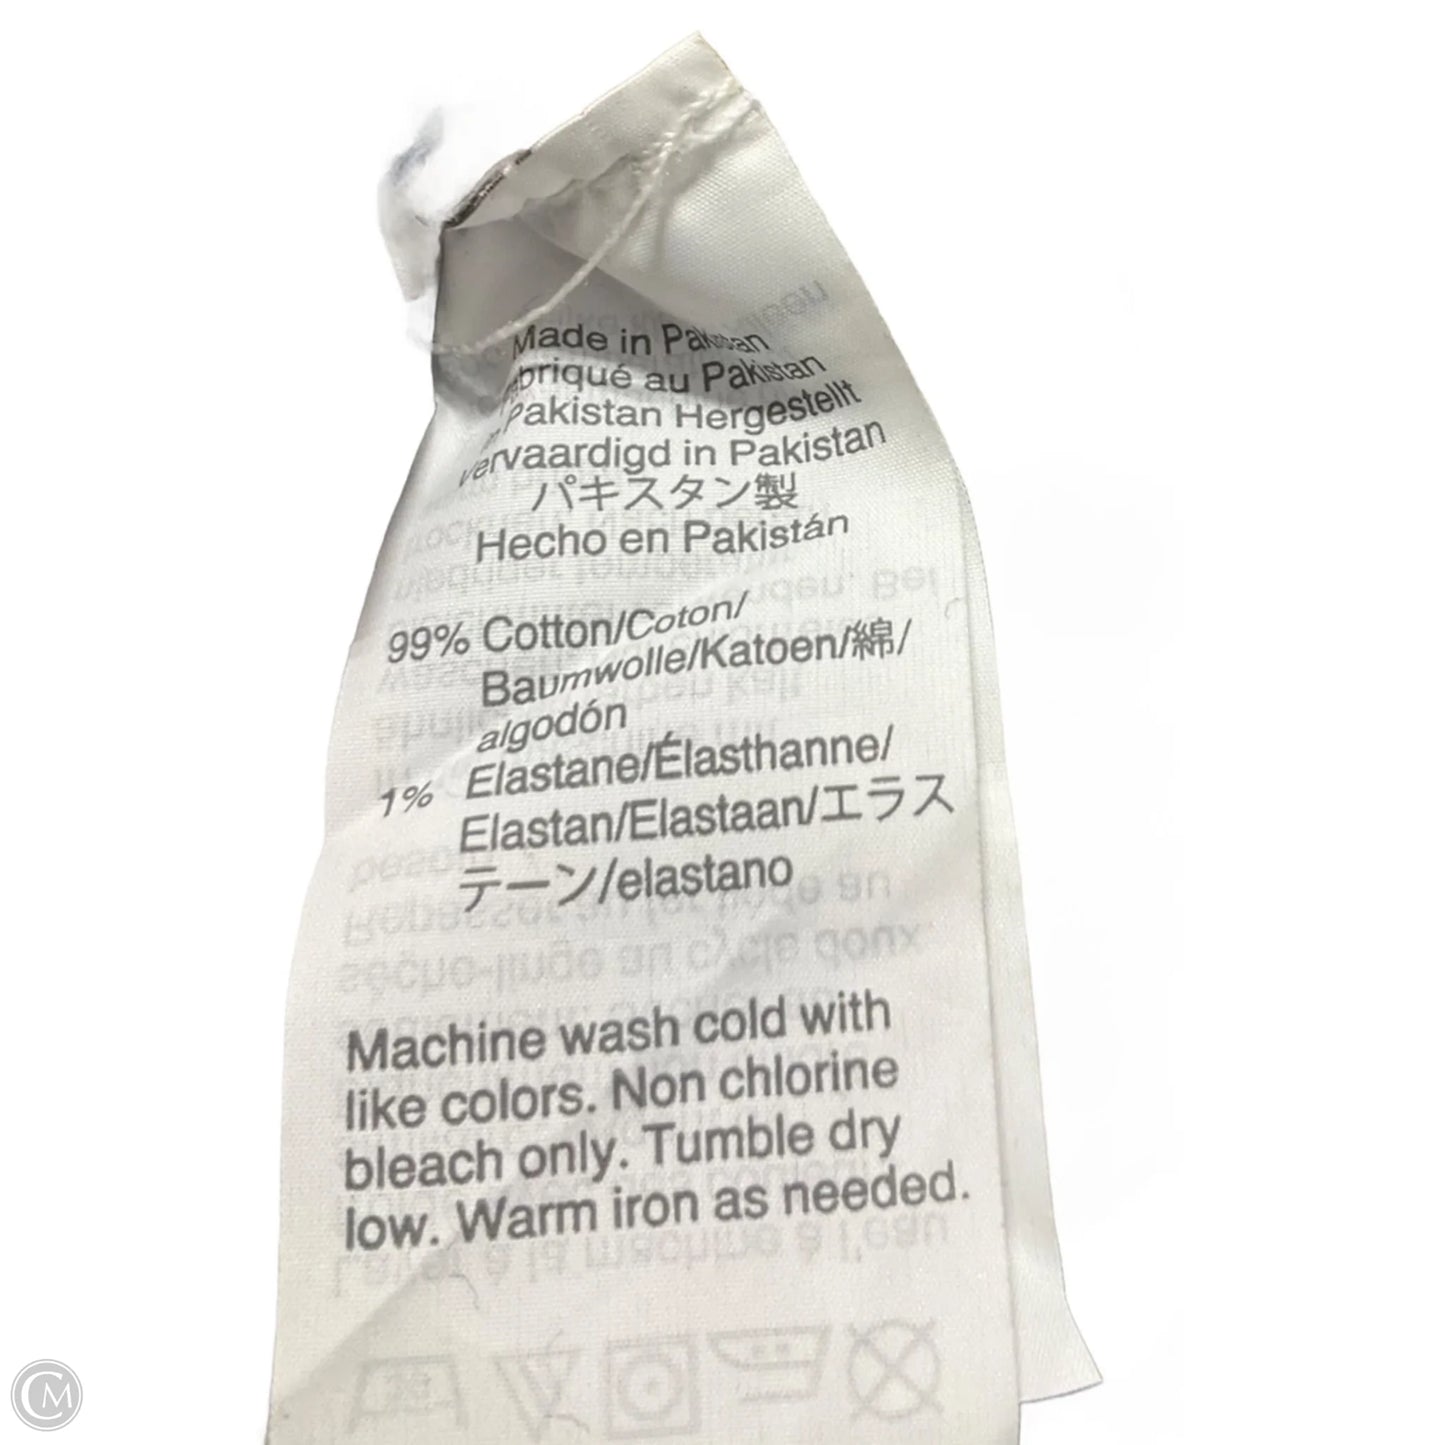 Made in Pakistan
au Pakistan
Pakistan Hergestellt
Vervaardigd in Pakistan
パキスタン製
Hecho en Pakistán
99% Cotton/Coton/
Baumwolle/Katoen/綿/
algodón
1% Elastane/Élasthanne/
Elastan/Elastaan/エラス
テーン/elastano
Machine wash cold with
like colors. Non chlorine
bleach only. Tumble dry
low. Warm iron as needed.
CM